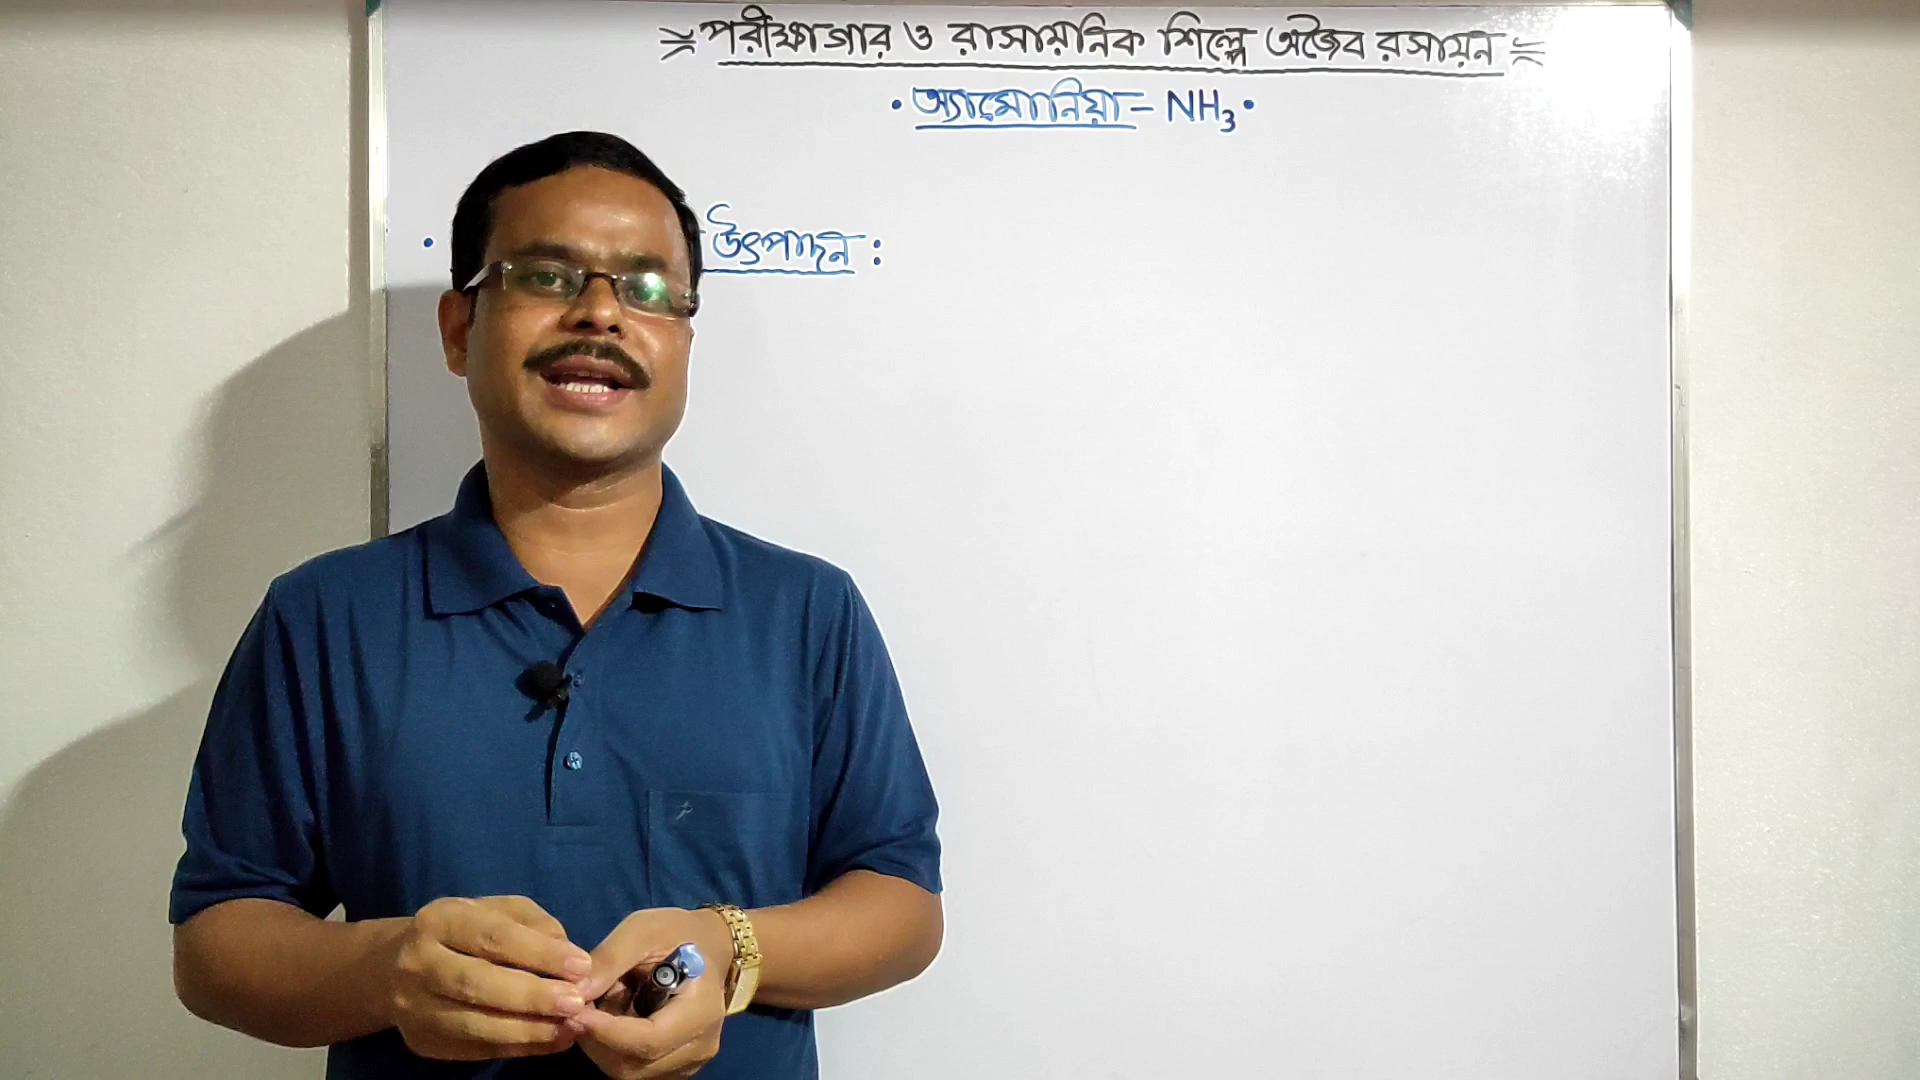 পরীক্ষাগার ও রাসায়নিক শিল্পে অজৈব রসায়ন
• অ্যামোনিয়া - NH₃ •
• উৎপাদন :